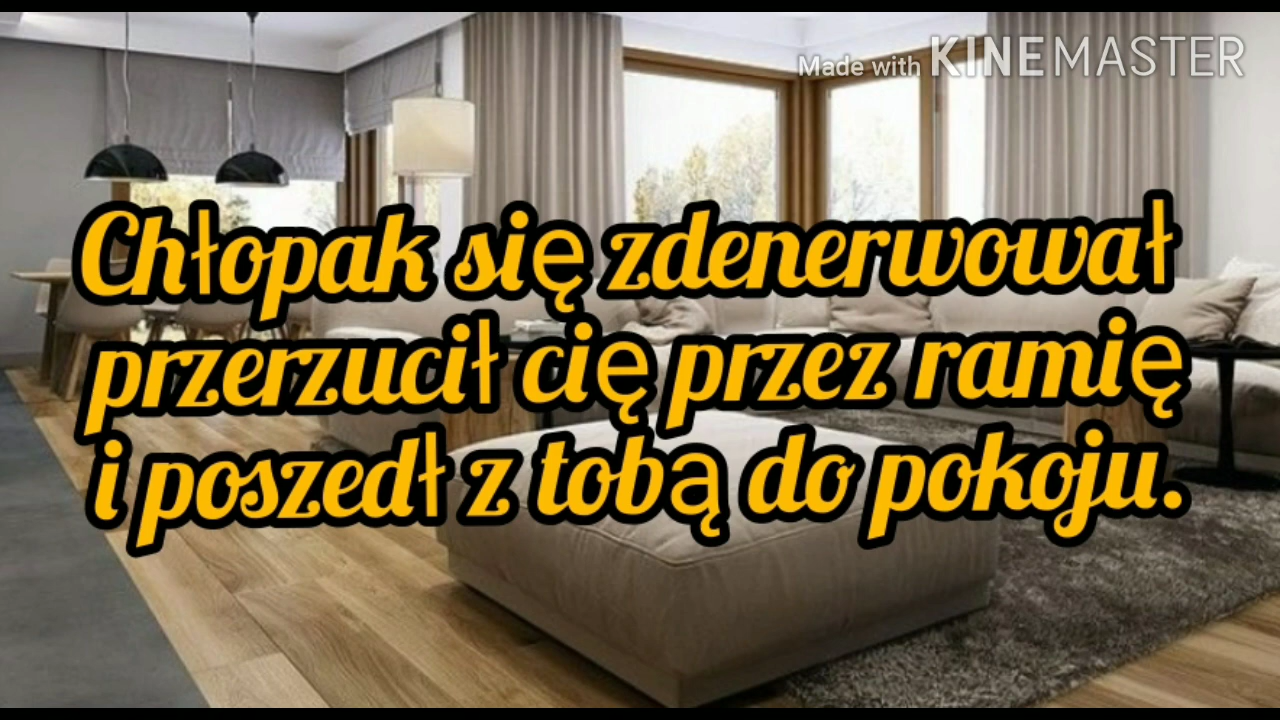 Made with KINEMASTER
Chłopak się zdenerwował
przerzucił cię przez ramię
i poszedł z tobą do pokoju.